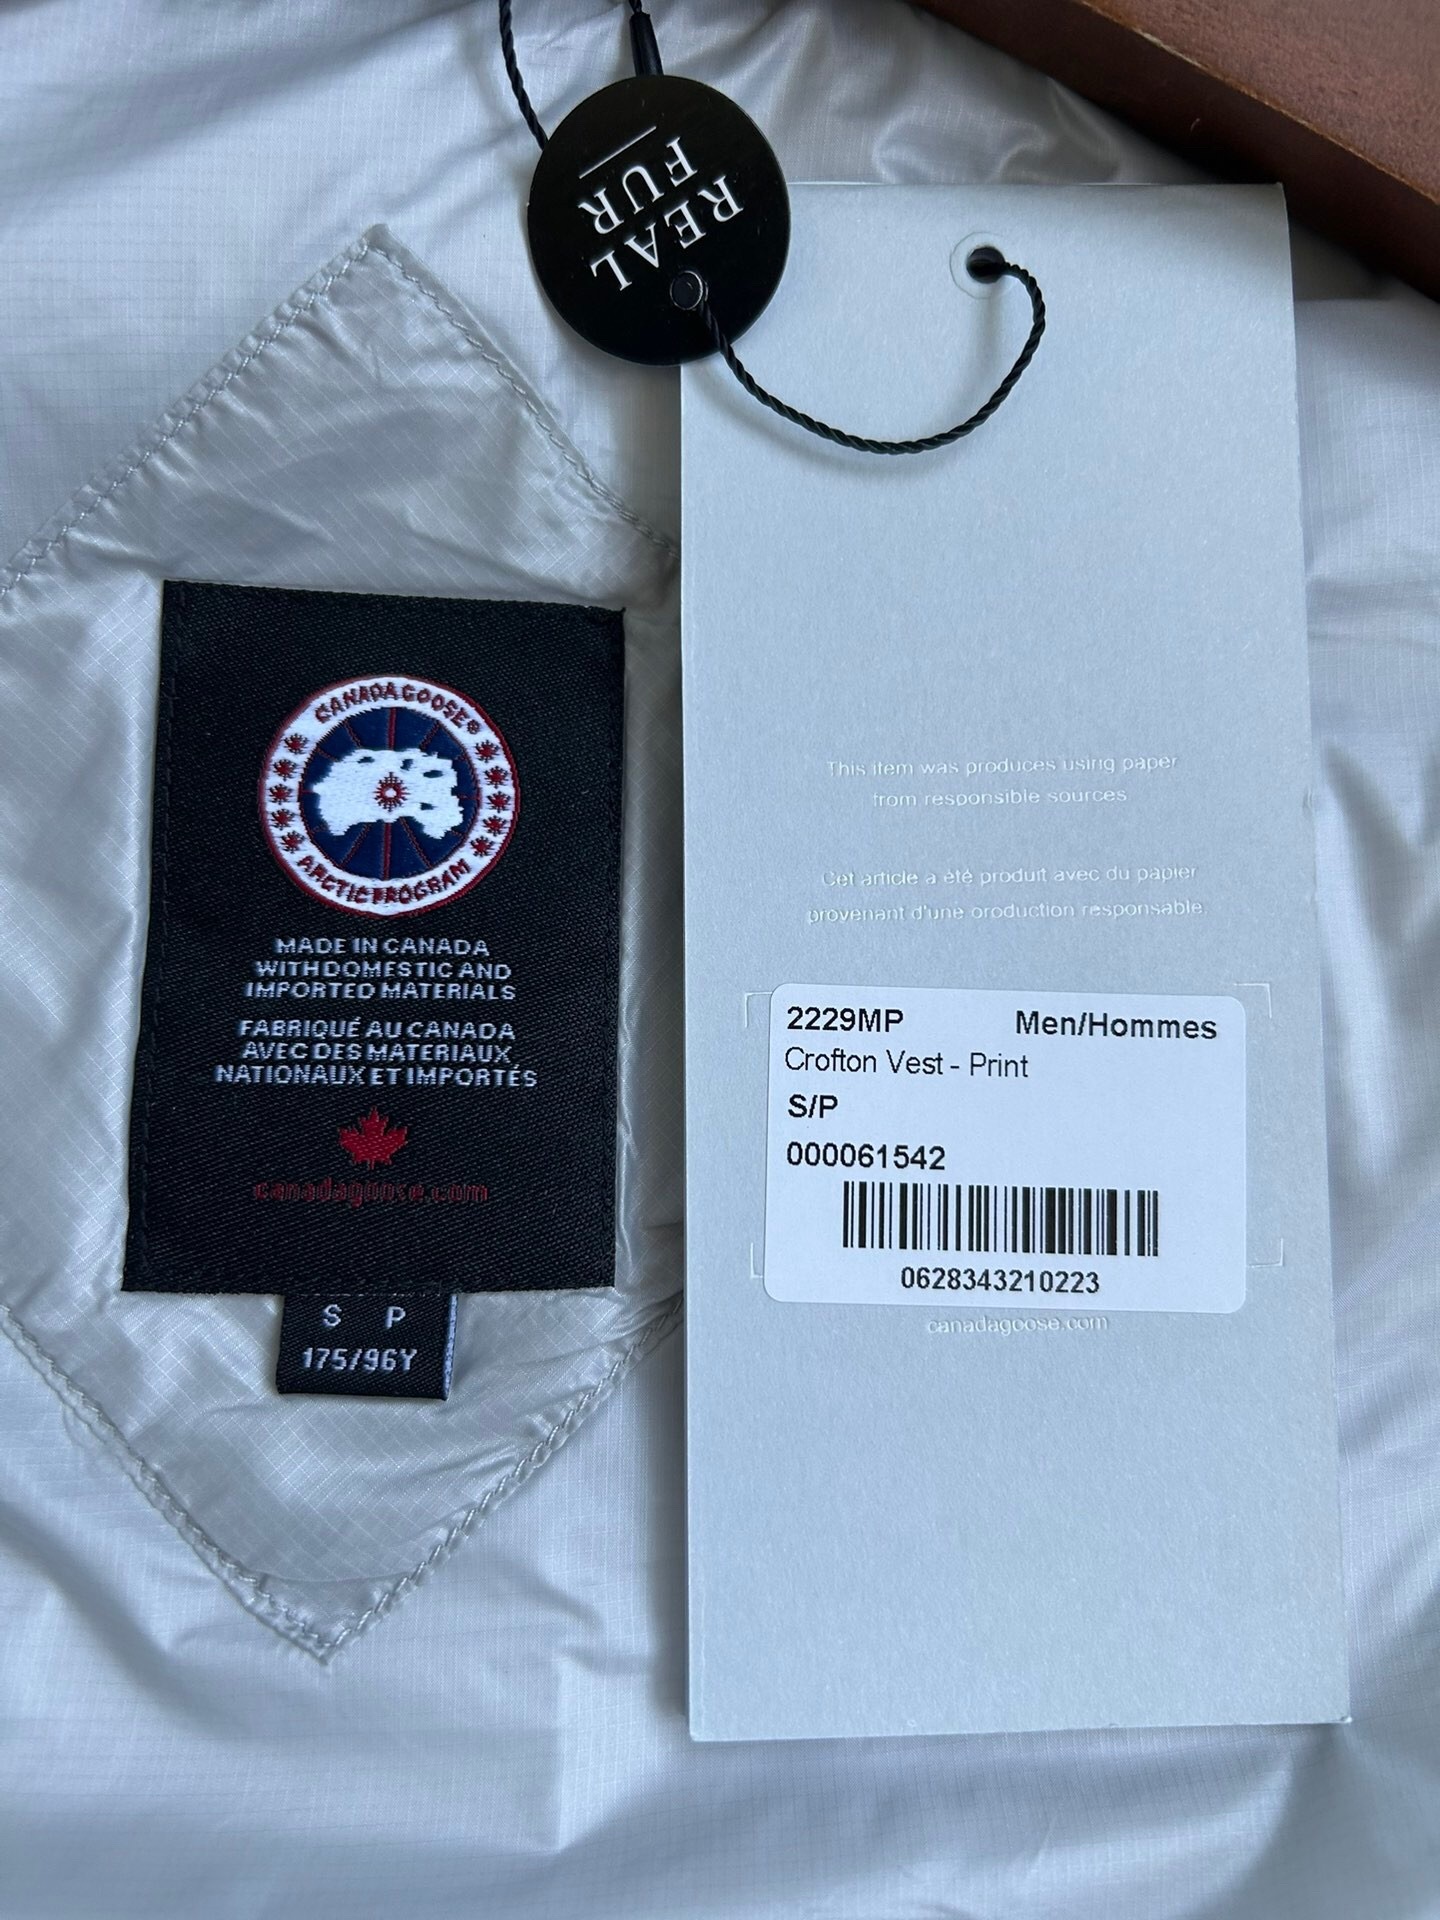 REAL
FUR
CANADA GOOSE®
ARCTIC PROGRAM
MADE IN CANADA
WITH DOMESTIC AND
IMPORTED MATERIALS
FABRIQUÉ AU CANADA
AVEC DES MATERIAUX
NATIONAUX ET IMPORTÉS
canadagoose.com
S P
175/96Y
This item was produces using paper
from responsible sources
Cet article a été produit avec du papier
provenant d'une oroduction responsable.
2229MP Men/Hommes
Crofton Vest - Print
S/P
000061542
0628343210223
canadagoose.com